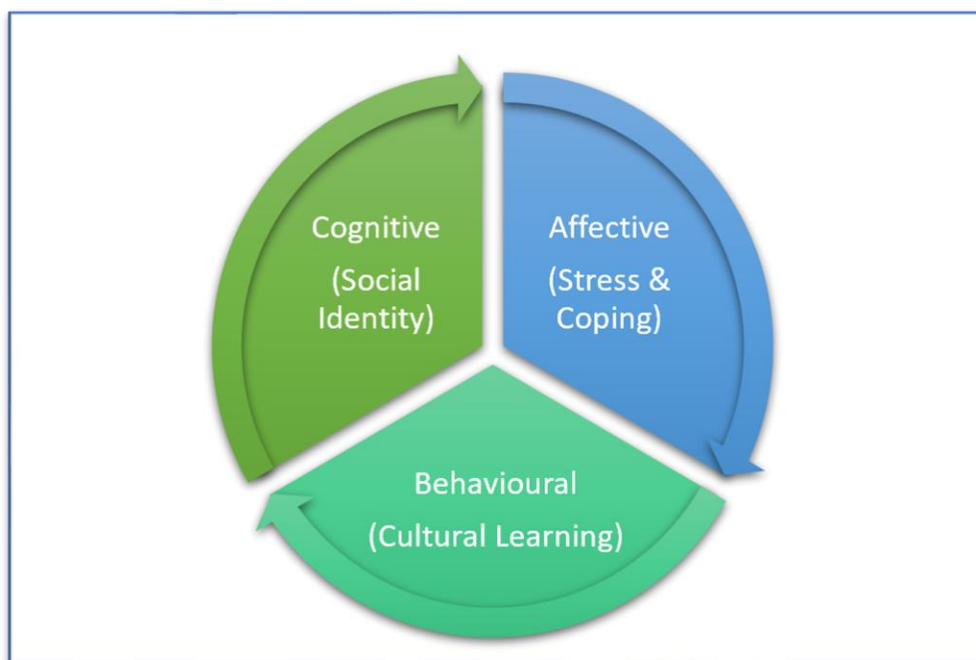 Cognitive
(Social
Identity)
Affective
(Stress &
Coping)
Behavioural
(Cultural Learning)